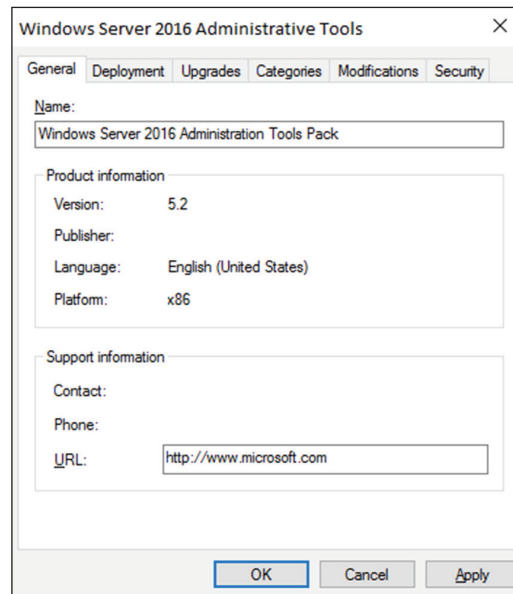 Windows Server 2016 Administrative Tools
General Deployment Upgrades Categories Modifications Security
Name:
Windows Server 2016 Administration Tools Pack
Product information
Version: 5.2
Publisher:
Language: English (United States)
Platform: x86
Support information
Contact:
Phone:
URL: http://www.microsoft.com
OK Cancel Apply